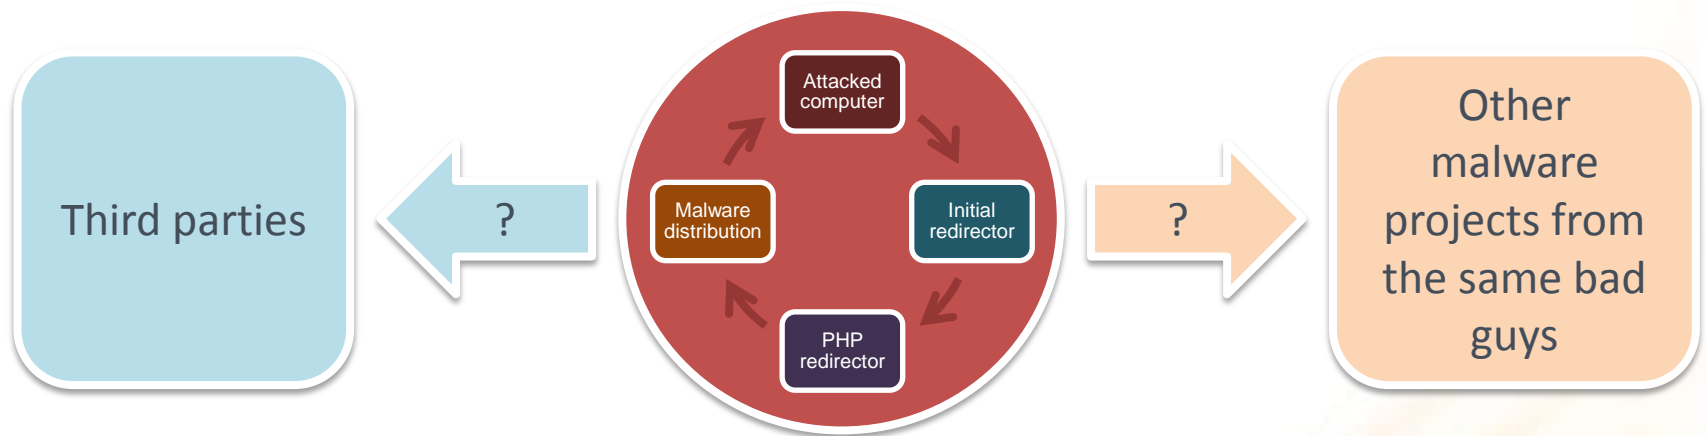 Third parties
?
Attacked
computer
Initial
redirector
PHP
redirector
Malware
distribution
?
Other
malware
projects from
the same bad
guys